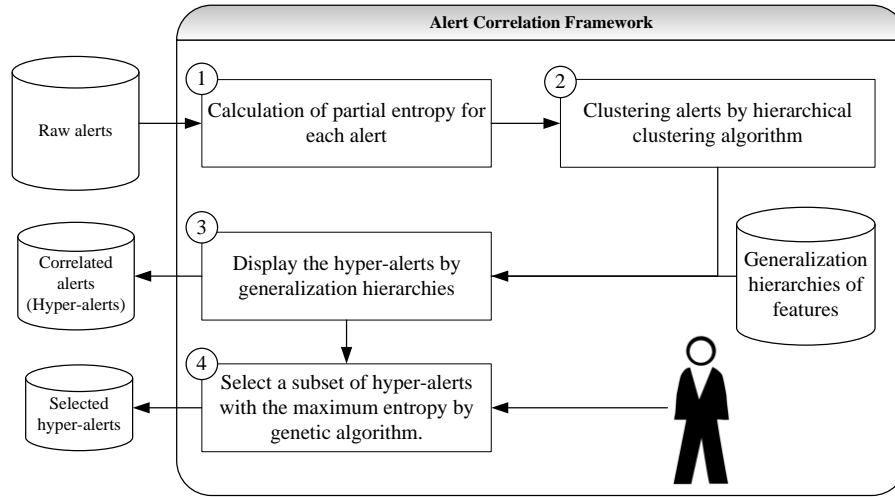 Alert Correlation Framework
Raw alerts
1
Calculation of partial entropy for
each alert
2
Clustering alerts by hierarchical
clustering algorithm
Correlated
alerts
(Hyper-alerts)
3
Display the hyper-alerts by
generalization hierarchies
Generalization
hierarchies of
features
Selected
hyper-alerts
4
Select a subset of hyper-alerts
with the maximum entropy by
genetic algorithm.